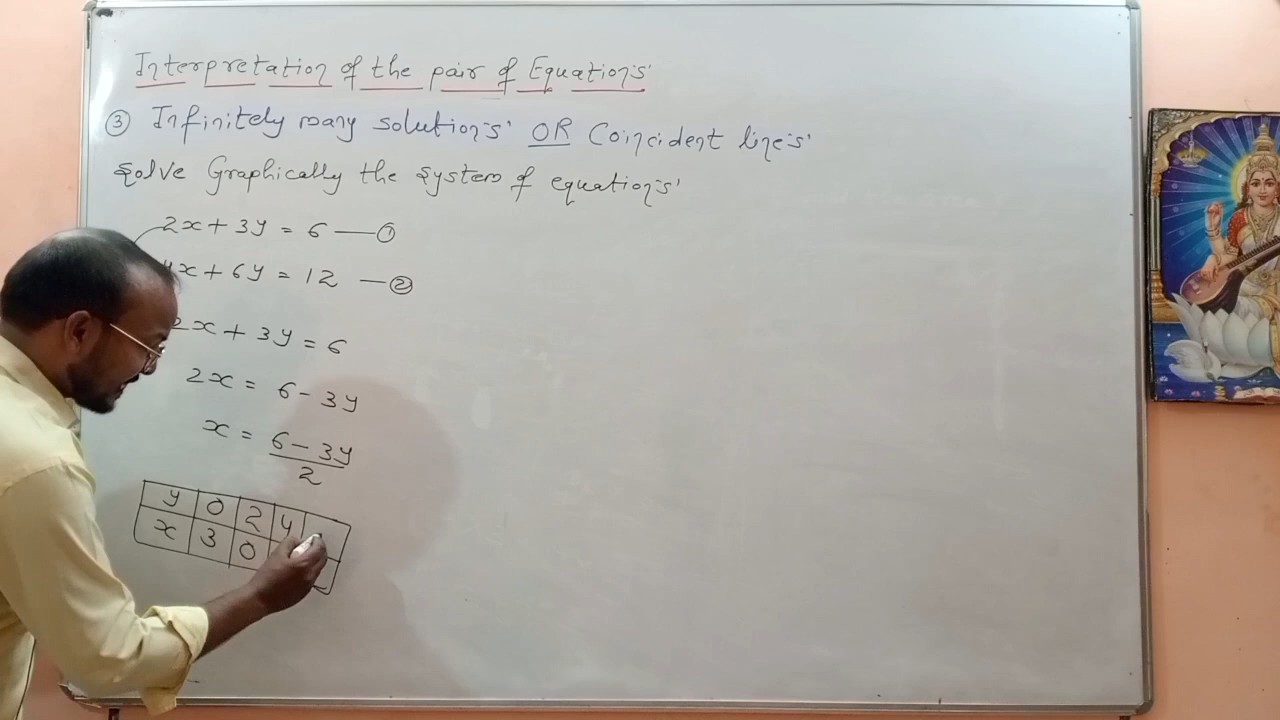 Interpretation of the pair of Equations'
③ Infinitely many solutions' OR Coincident lines'
Solve Graphically the system of equations'
2x + 3y = 6 — ①
4x + 6y = 12 — ②
2x + 3y = 6
2x = 6 - 3y
x = 6 - 3y
2
y 0 2 4
x 3 0